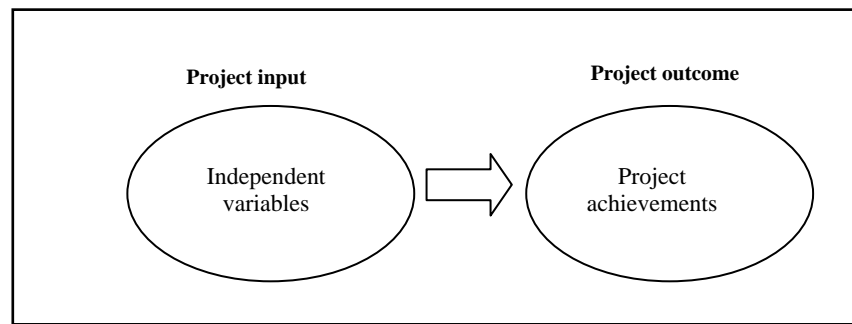 Project input
Project outcome
Independent
variables
Project
achievements